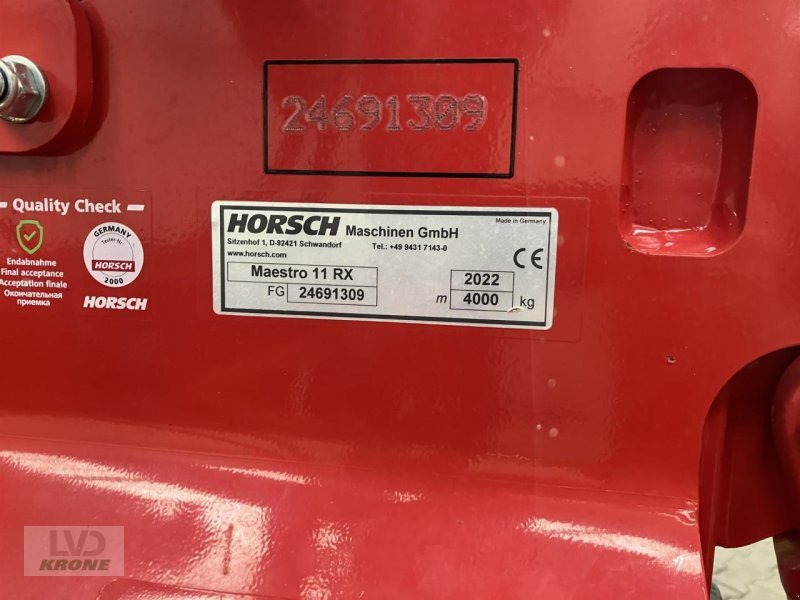 24691309
Quality Check
Endabnahme
Final acceptance
Acceptation finale
Окончательная
приемка
GERMANY
Tester-Nr.
HORSCH
2000
HORSCH
HORSCH Maschinen GmbH
Made in Germany
Sitzenhof 1, D-92421 Schwandorf Tel.: +49 9431 7143-0
www.horsch.com
CE
Maestro 11 RX 2022
FG 24691309 m 4000 kg
LVD
KRONE